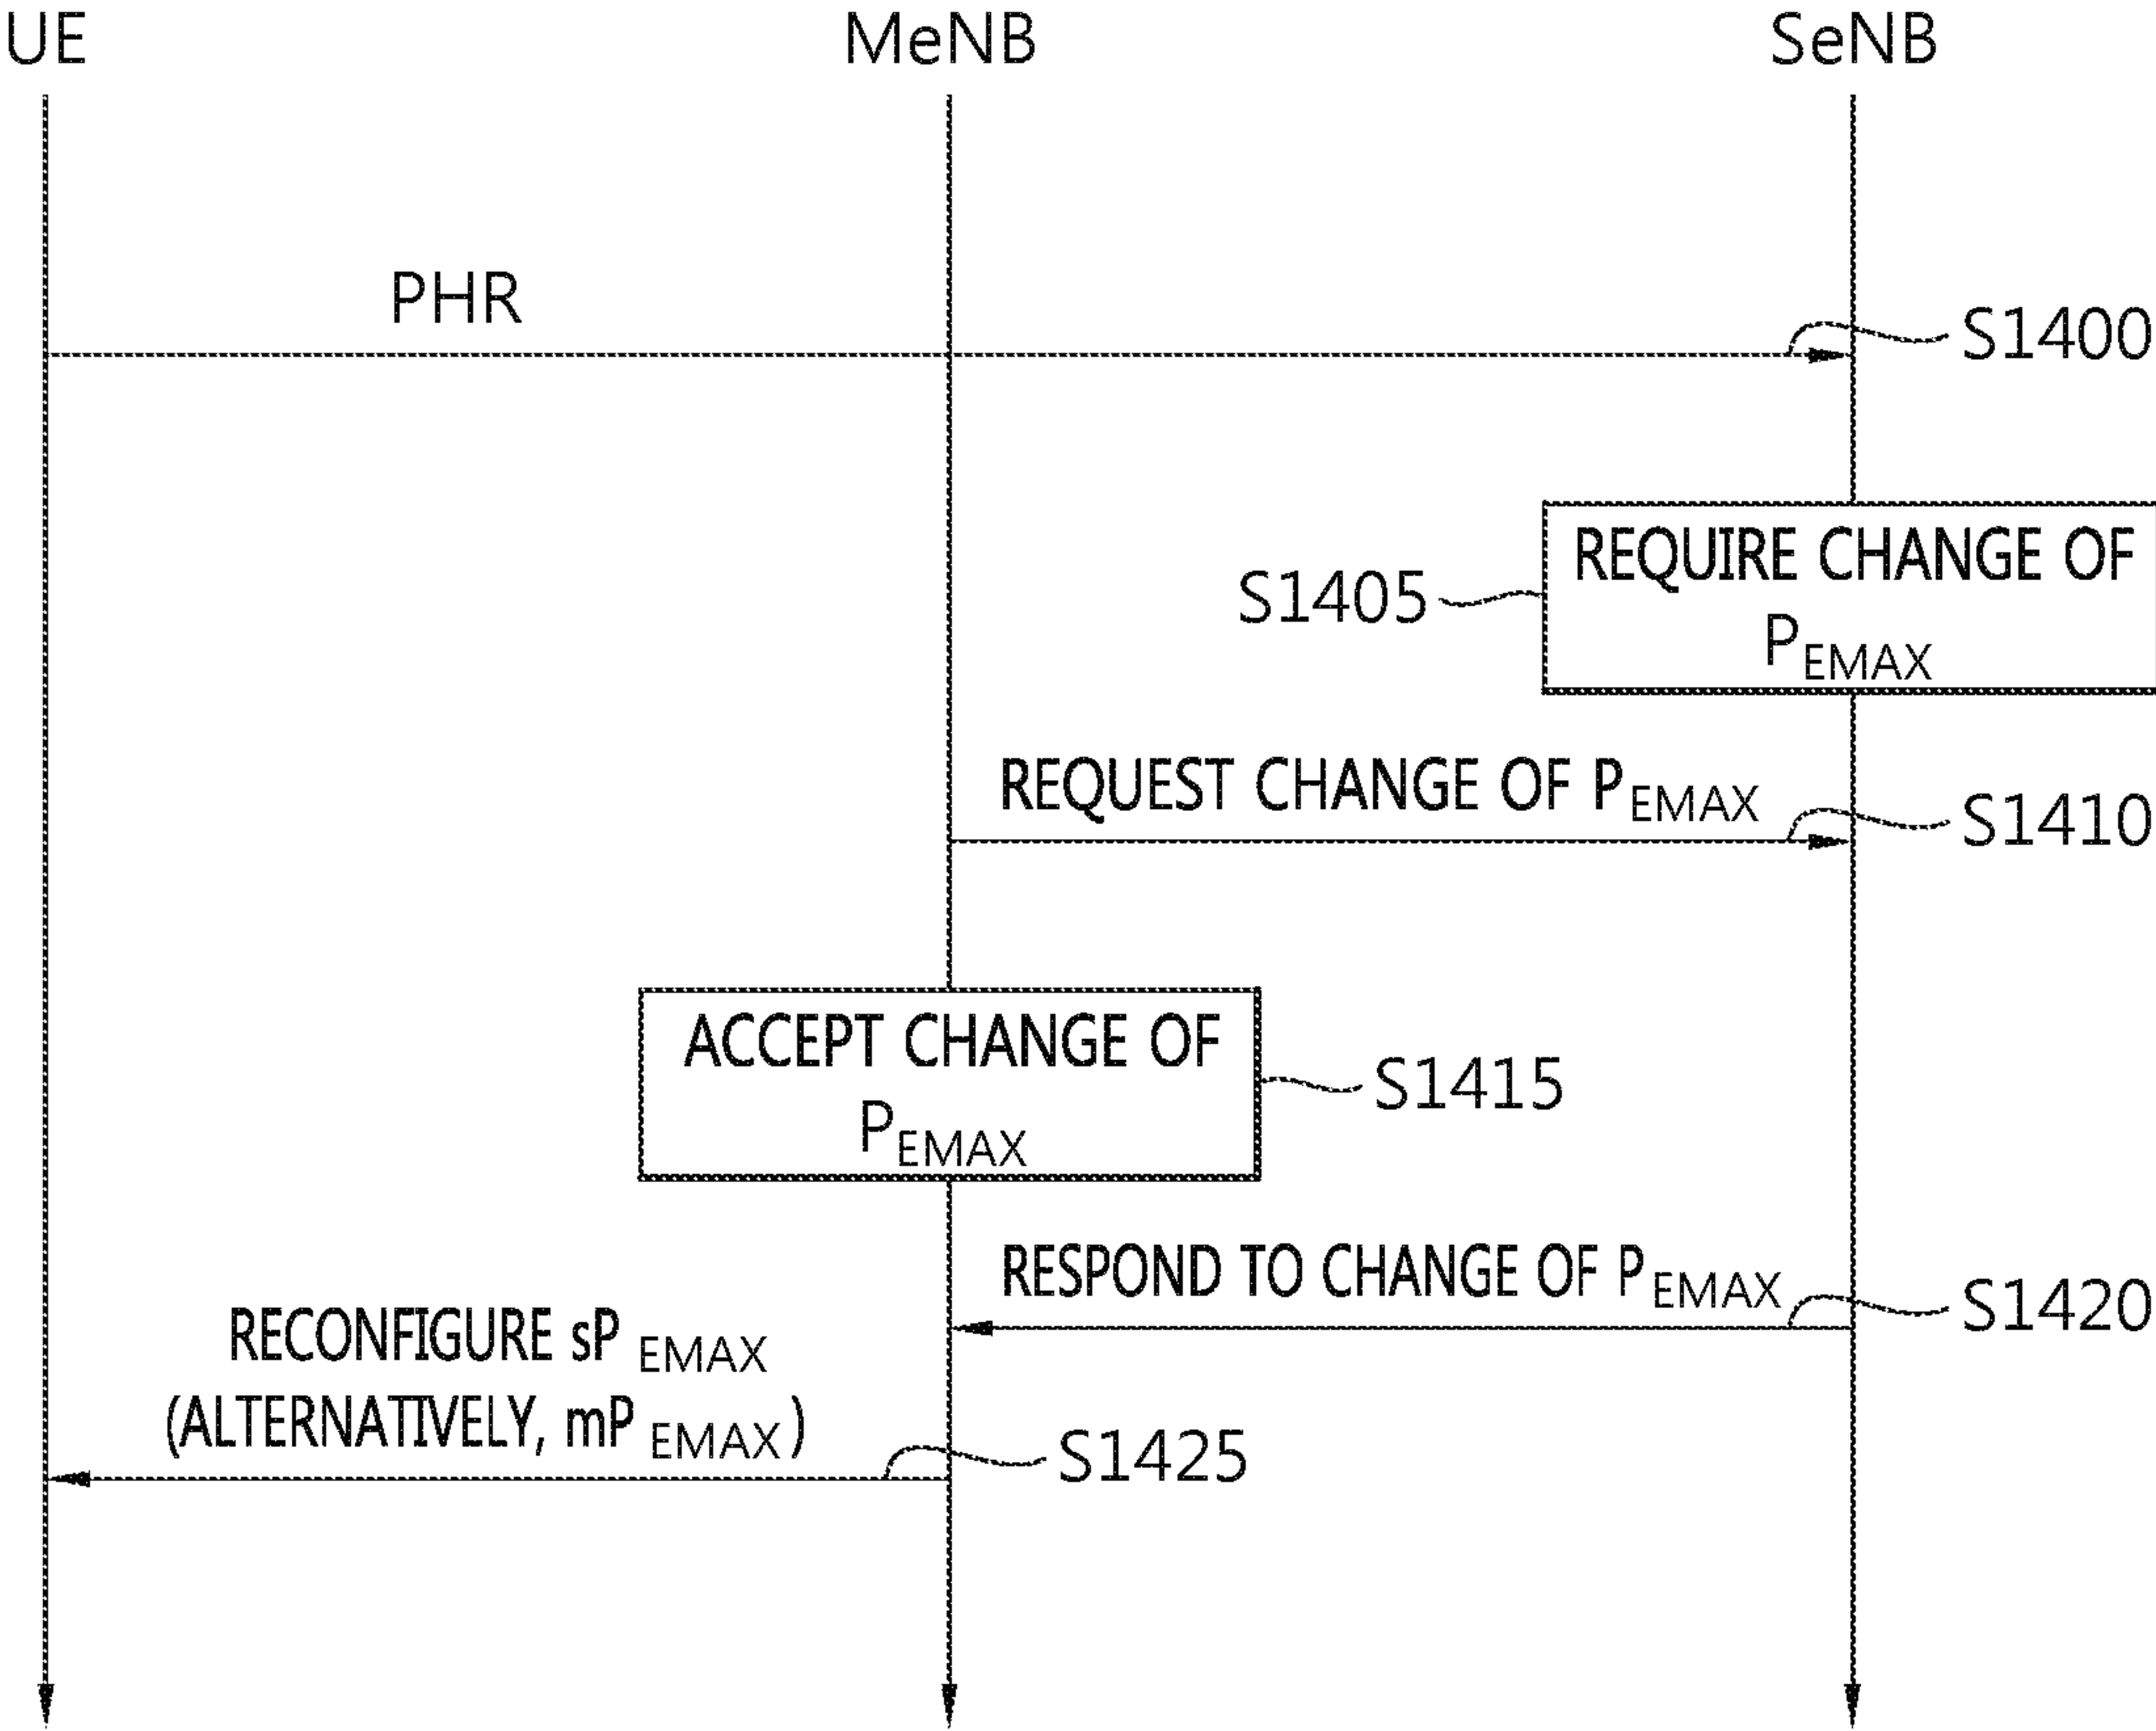 UE MeNB SeNB
PHR
S1400
REQUIRE CHANGE OF
S1405
PEMAX
REQUEST CHANGE OF PEMAX
S1410
ACCEPT CHANGE OF
PEMAX
S1415
RESPOND TO CHANGE OF PEMAX
S1420
RECONFIGURE sP EMAX
(ALTERNATIVELY, mP EMAX)
S1425